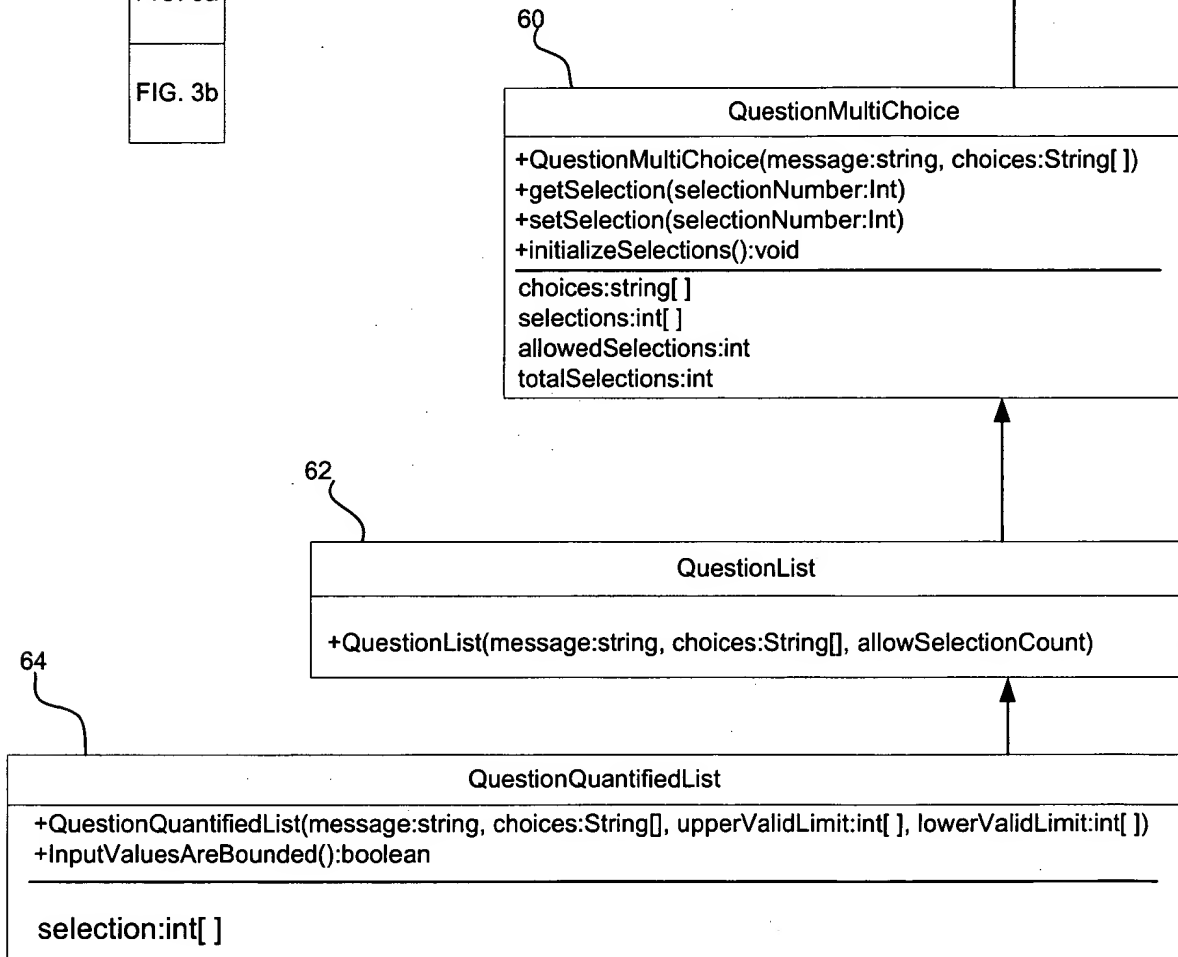 60
FIG. 3b
QuestionMultiChoice
+QuestionMultiChoice(message:string, choices:String[ ])
+getSelection(selectionNumber:Int)
+setSelection(selectionNumber:Int)
+initializeSelections():void
choices:string[ ]
selections:int[ ]
allowedSelections:int
totalSelections:int
62
QuestionList
+QuestionList(message:string, choices:String[], allowSelectionCount)
64
QuestionQuantifiedList
+QuestionQuantifiedList(message:string, choices:String[], upperValidLimit:int[ ], lowerValidLimit:int[ ])
+InputValuesAreBounded():boolean
selection:int[ ]